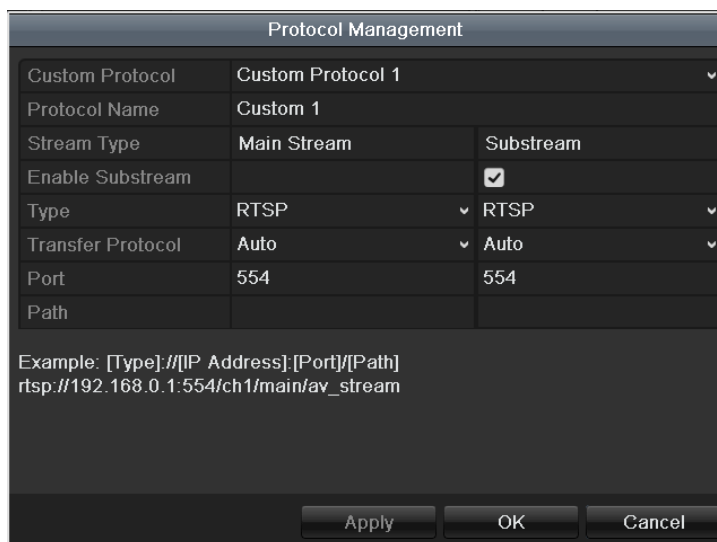 Protocol Management
Custom Protocol Custom Protocol 1
Protocol Name Custom 1
Stream Type Main Stream Substream
Enable Substream
Type RTSP RTSP
Transfer Protocol Auto Auto
Port 554 554
Path
Example: [Type]://[IP Address]:[Port]/[Path]
rtsp://192.168.0.1:554/ch1/main/av_stream
Apply OK Cancel